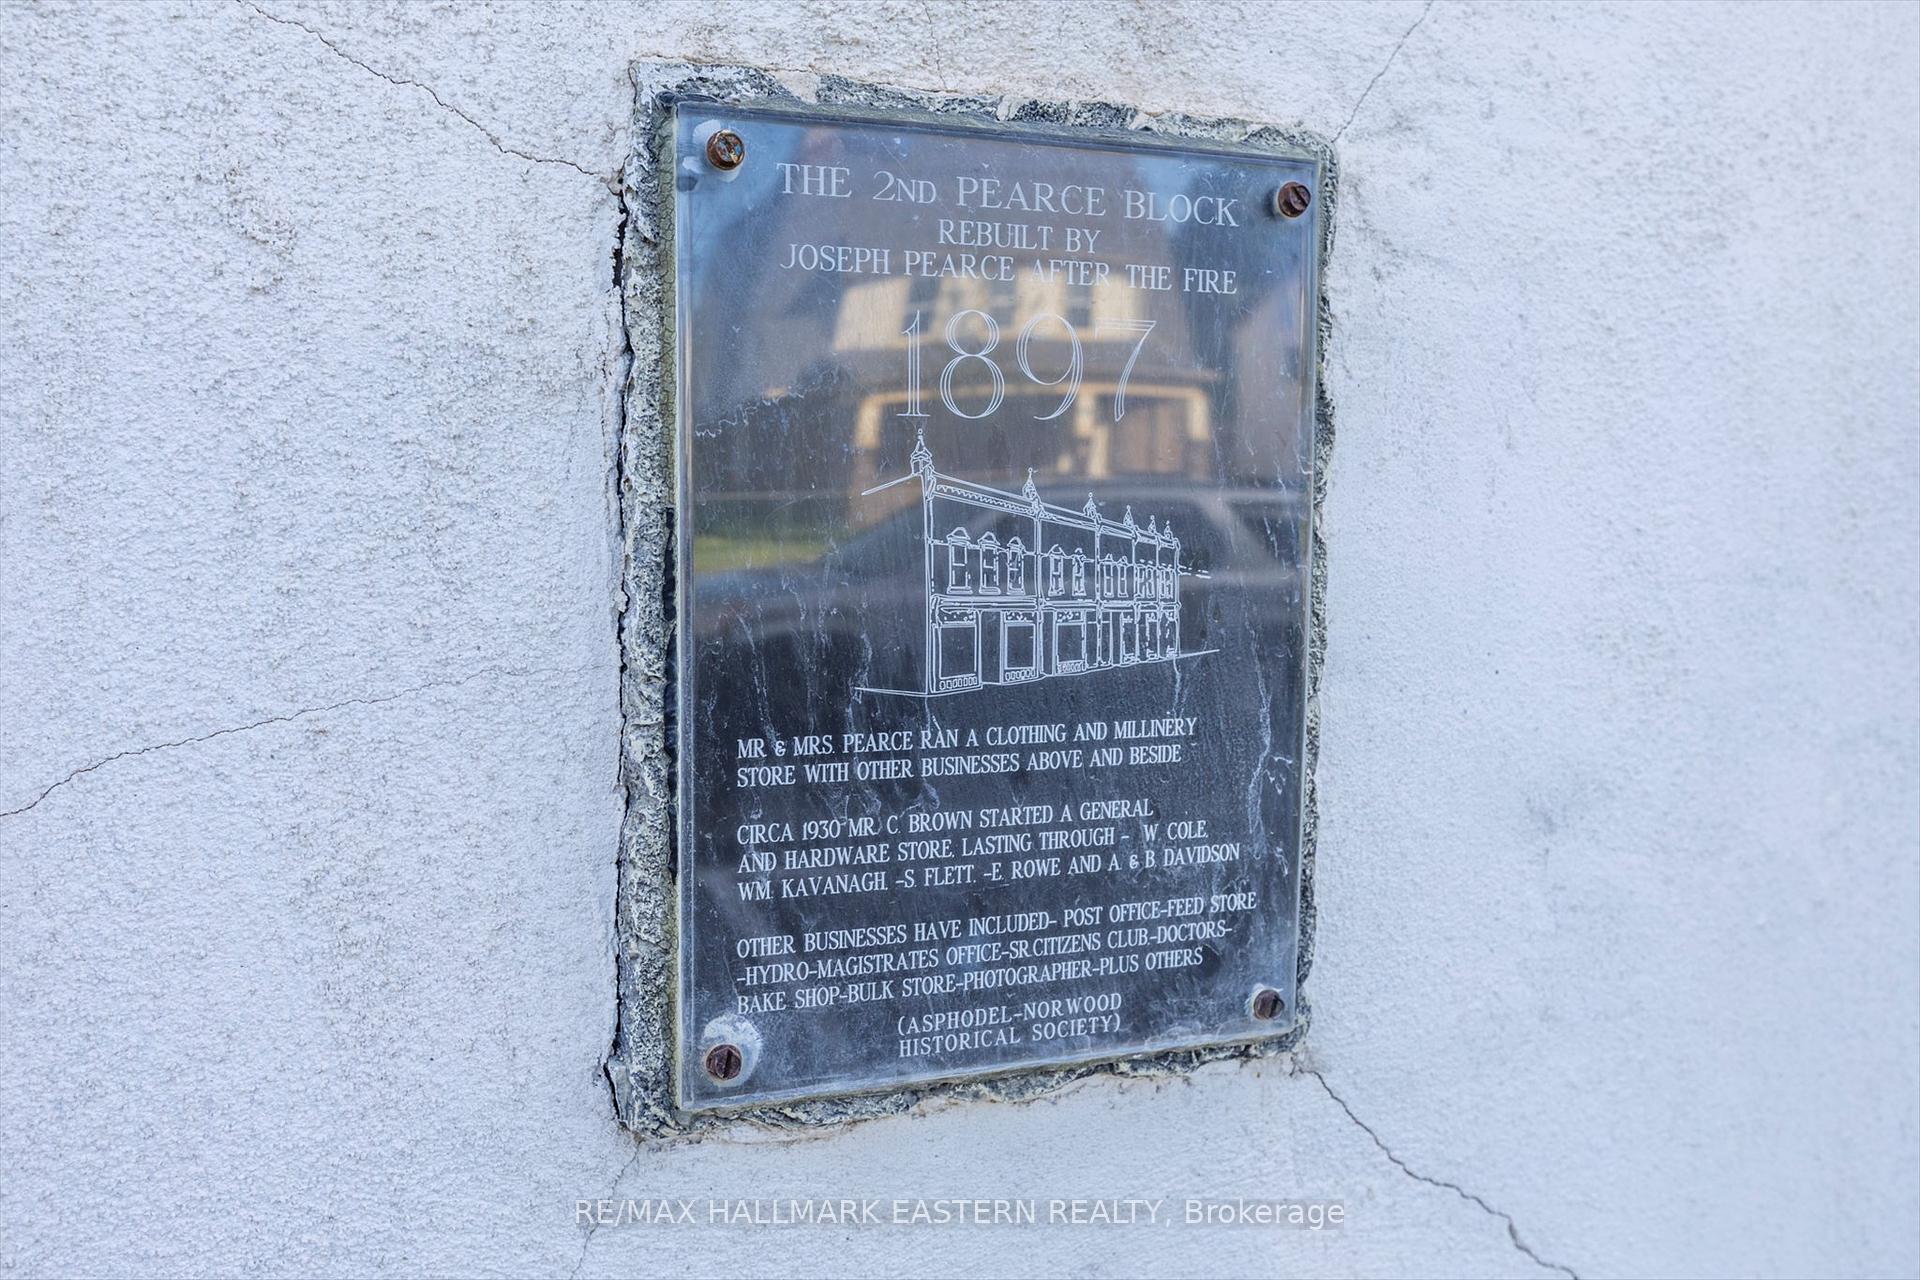 THE 2ND PEARCE BLOCK
REBUILT BY
JOSEPH PEARCE AFTER THE FIRE
1897
MR & MRS. PEARCE RAN A CLOTHING AND MILLINERY
STORE WITH OTHER BUSINESSES ABOVE AND BESIDE
CIRCA 1930 MR. C. BROWN STARTED A GENERAL
AND HARDWARE STORE. LASTING THROUGH - W. COLE,
WM. KAVANAGH. -S. FLETT. -E. ROWE AND A. & B. DAVIDSON
OTHER BUSINESSES HAVE INCLUDED- POST OFFICE-FEED STORE
-HYDRO-MAGISTRATES OFFICE-SR.CITIZENS CLUB.-DOCTORS-
BAKE SHOP-BULK STORE-PHOTOGRAPHER-PLUS OTHERS
(ASPHODEL-NORWOOD
HISTORICAL SOCIETY)
RE/MAX HALLMARK EASTERN REALTY, Brokerage